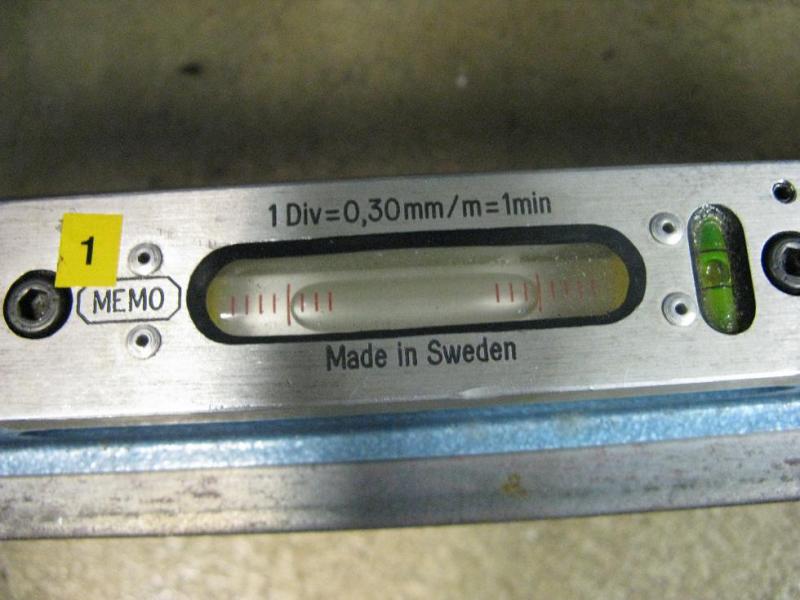 1 Div=0,30mm/m=1min
1
MEMO
Made in Sweden